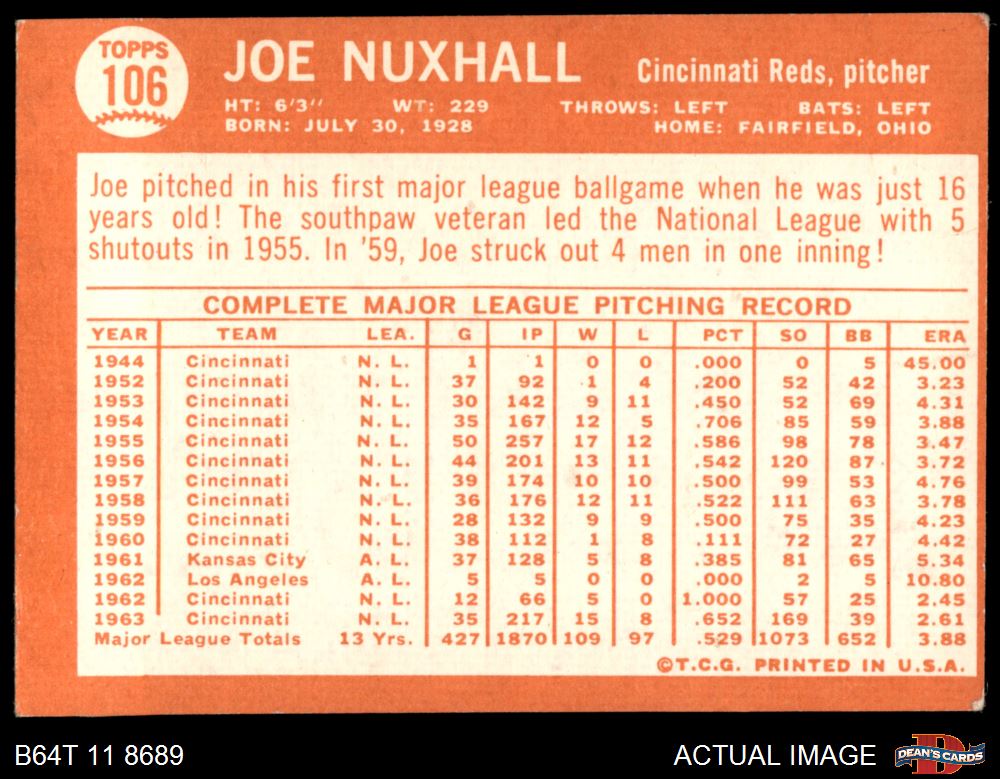 TOPPS
106
JOE NUXHALL
Cincinnati Reds, pitcher
HT: 6'3" WT: 229 THROWS: LEFT BATS: LEFT
BORN: JULY 30, 1928 HOME: FAIRFIELD, OHIO
Joe pitched in his first major league ballgame when he was just 16
years old! The southpaw veteran led the National League with 5
shutouts in 1955. In '59, Joe struck out 4 men in one inning!
COMPLETE MAJOR LEAGUE PITCHING RECORD
YEAR TEAM LEA. G IP W L PCT SO BB ERA
1944 Cincinnati N. L. 1 1 0 0 .000 0 5 45.00
1952 Cincinnati N. L. 37 92 1 4 .200 52 42 3.23
1953 Cincinnati N. L. 30 142 9 11 .450 52 69 4.31
1954 Cincinnati N. L. 35 167 12 5 .706 85 59 3.88
1955 Cincinnati N. L. 50 257 17 12 .586 98 78 3.47
1956 Cincinnati N. L. 44 201 13 11 .542 120 87 3.72
1957 Cincinnati N. L. 39 174 10 10 .500 99 53 4.76
1958 Cincinnati N. L. 36 176 12 11 .522 111 63 3.78
1959 Cincinnati N. L. 28 132 9 9 .500 75 35 4.23
1960 Cincinnati N. L. 38 112 1 8 .111 72 27 4.42
1961 Kansas City A. L. 37 128 5 8 .385 81 65 5.34
1962 Los Angeles A. L. 5 5 0 0 .000 2 5 10.80
1962 Cincinnati N. L. 12 66 5 0 1.000 57 25 2.45
1963 Cincinnati N. L. 35 217 15 8 .652 169 39 2.61
Major League Totals 13 Yrs. 427 1870 109 97 .529 1073 652 3.88
©T.C.G. PRINTED IN U.S.A.
B64T 11 8689
ACTUAL IMAGE
D
DEAN'S CARDS